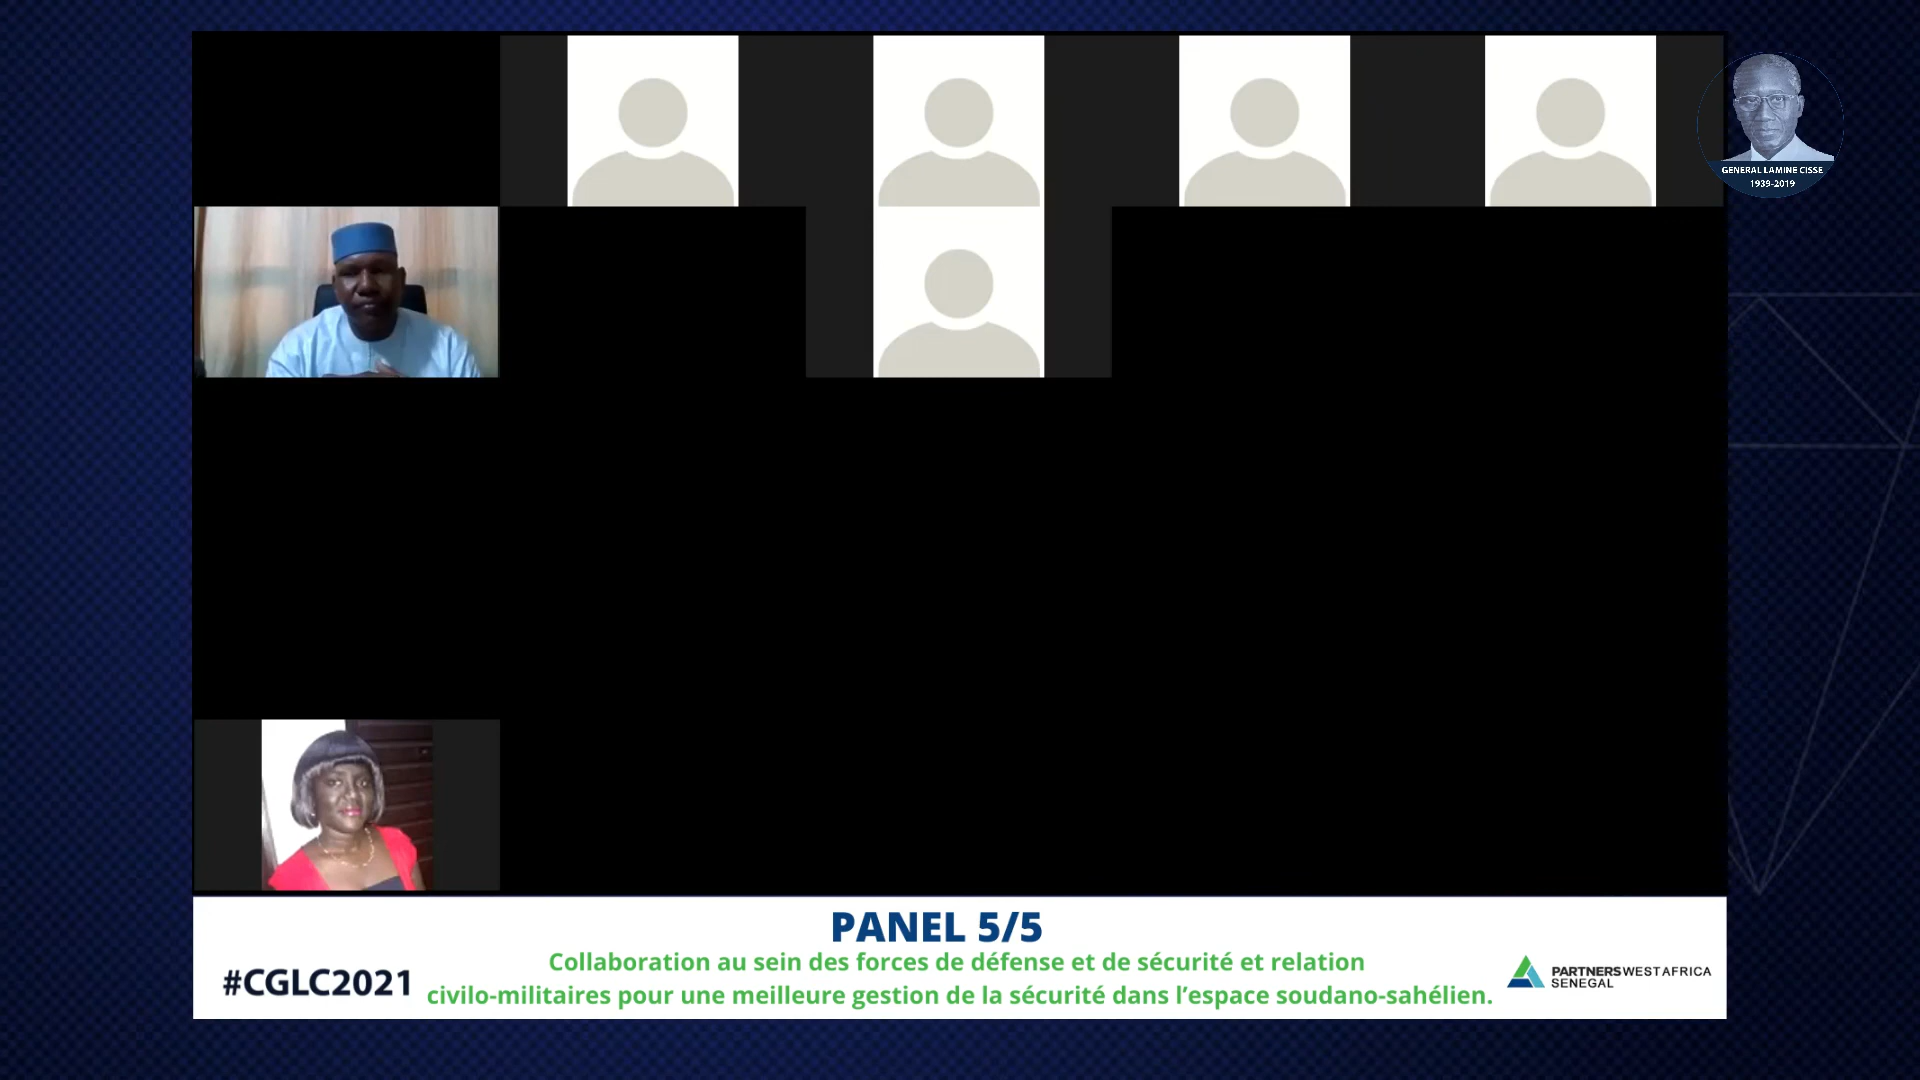 GENERAL LAMINE CISSE
1939-2019
PANEL 5/5
Collaboration au sein des forces de défense et de sécurité et relation
civilo-militaires pour une meilleure gestion de la sécurité dans l'espace soudano-sahélien.
#CGLC2021
PARTNERS WEST AFRICA
SENEGAL